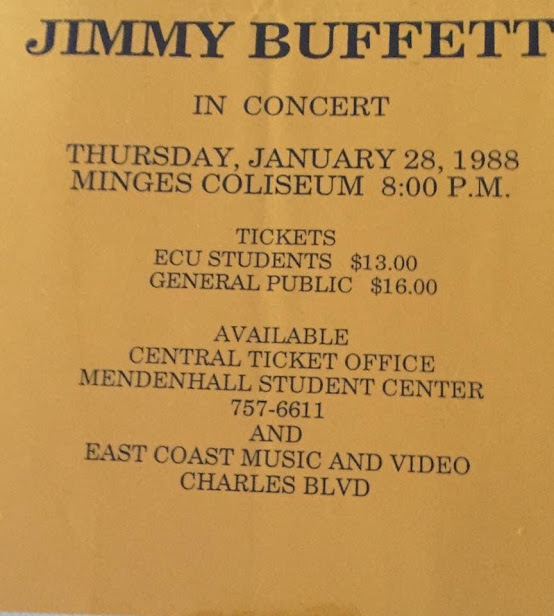 JIMMY BUFFETT
IN CONCERT
THURSDAY, JANUARY 28, 1988
MINGES COLISEUM 8:00 P.M.
TICKETS
ECU STUDENTS $13.00
GENERAL PUBLIC $16.00
AVAILABLE
CENTRAL TICKET OFFICE
MENDENHALL STUDENT CENTER
757-6611
AND
EAST COAST MUSIC AND VIDEO
CHARLES BLVD